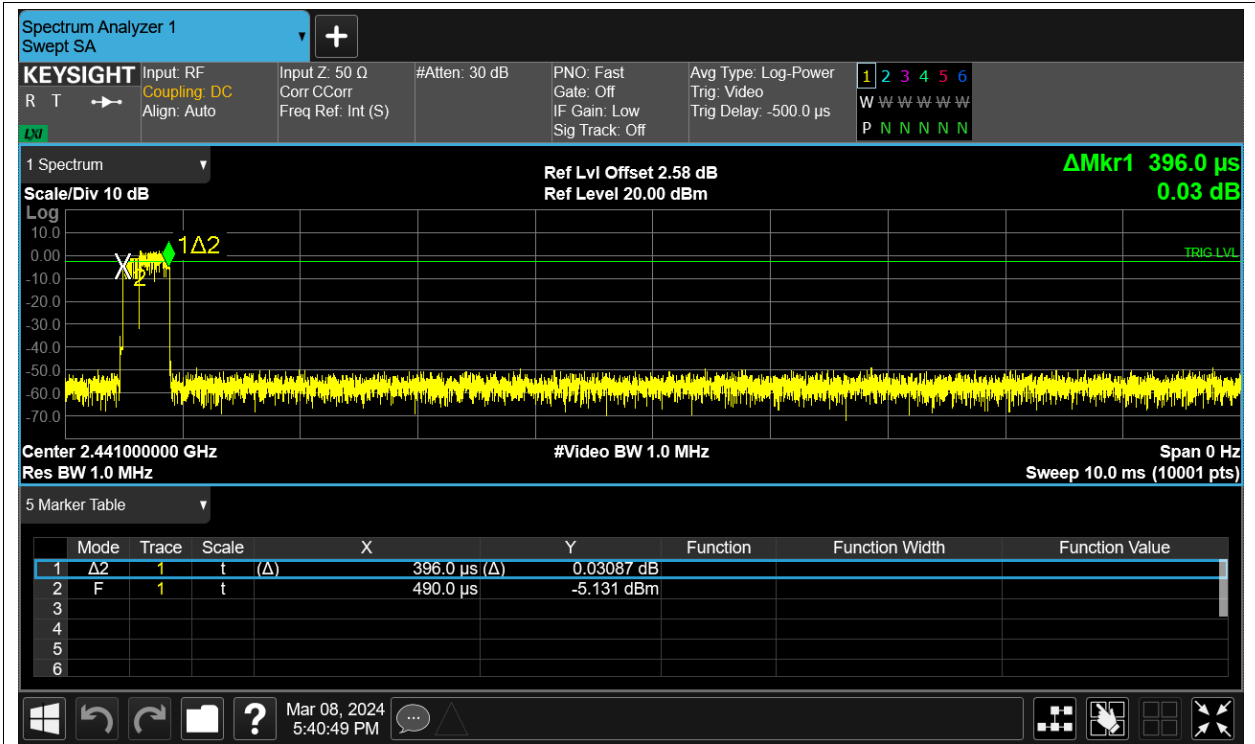 Spectrum Analyzer 1
Swept SA
KEYSIGHT
R T
LXI
Input: RF
Coupling: DC
Align: Auto
Input Z: 50 Ω
Corr CCorr
Freq Ref: Int (S)
#Atten: 30 dB
PNO: Fast
Gate: Off
IF Gain: Low
Sig Track: Off
Avg Type: Log-Power
Trig: Video
Trig Delay: -500.0 µs
1 2 3 4 5 6
W W W W W W
P N N N N N
1 Spectrum
Scale/Div 10 dB
Ref Lvl Offset 2.58 dB
Ref Level 20.00 dBm
ΔMkr1 396.0 µs
0.03 dB
Log
10.0
0.00
-10.0
-20.0
-30.0
-40.0
-50.0
-60.0
-70.0
1Δ2
X
2
TRIG LVL
Center 2.441000000 GHz
#Video BW 1.0 MHz
Span 0 Hz
Res BW 1.0 MHz
Sweep 10.0 ms (10001 pts)
5 Marker Table
Mode Trace Scale X Y Function Function Width Function Value
1 Δ2 1 t (Δ) 396.0 µs (Δ) 0.03087 dB
2 F 1 t 490.0 µs -5.131 dBm
3
4
5
6
?
Mar 08, 2024
5:40:49 PM